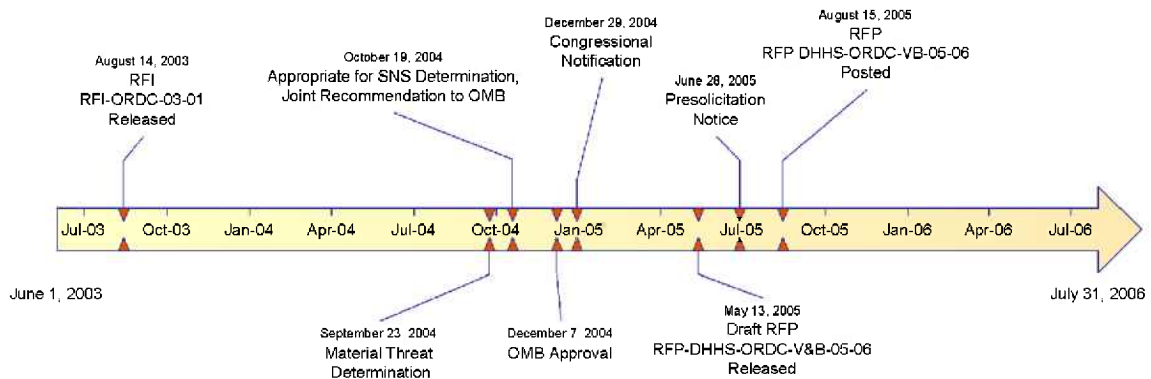 August 14, 2003
RFI
RFI-ORDC-03-01
Released
October 19, 2004
Appropriate for SNS Determination,
Joint Recommendation to OMB
December 29, 2004
Congressional
Notification
June 28, 2005
Presolicitation
Notice
August 15, 2005
RFP
RFP DHHS-ORDC-VB-05-06
Posted
Jul-03 Oct-03 Jan-04 Apr-04 Jul-04 Oct-04 Jan-05 Apr-05 Jul-05 Oct-05 Jan-06 Apr-06 Jul-06
June 1, 2003
July 31, 2006
September 23, 2004
Material Threat
Determination
December 7, 2004
OMB Approval
May 13, 2005
Draft RFP
RFP-DHHS-ORDC-V&B-05-06
Released